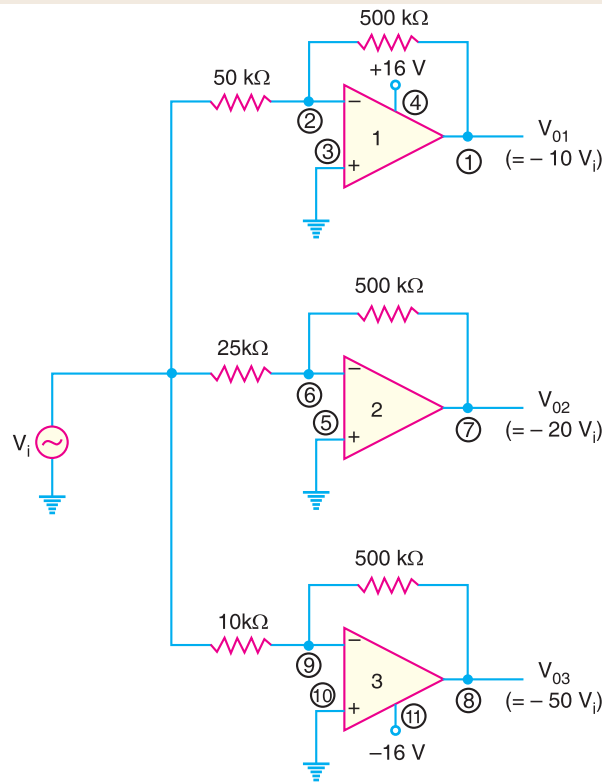 500 kΩ
+16 V
50 kΩ
④
②
−
1
③
+
①
V01
(= – 10 Vi)
500 kΩ
25kΩ
⑥
−
2
⑤
+
⑦
V02
(= – 20 Vi)
Vi
500 kΩ
10kΩ
⑨
−
3
⑩
+
⑪
⑧
V03
(= – 50 Vi)
–16 V